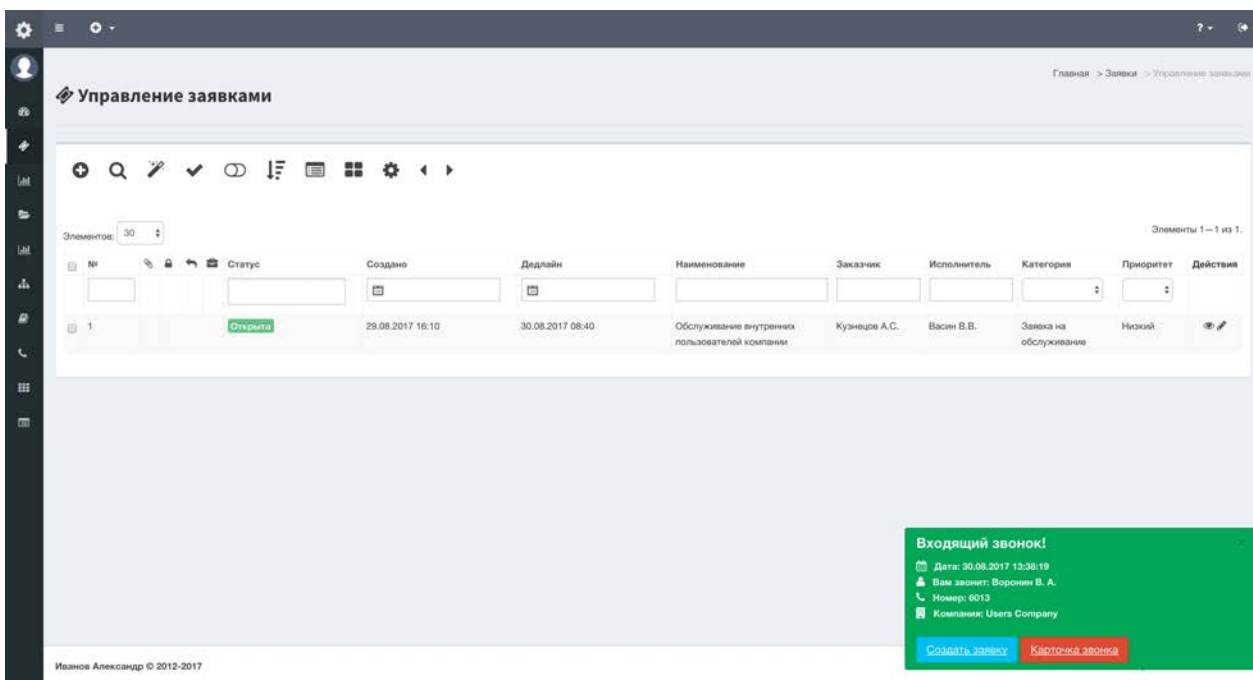 ?
Главная > Заявки > Управление заявками
Управление заявками
Элементов: 30
Элементы 1—1 из 1.
№ Статус Создано Дедлайн Наименование Заказчик Исполнитель Категория Приоритет Действия
1 Открыта 29.08.2017 16:10 30.08.2017 08:40 Обслуживание внутренних Кузнецов А.С. Васин В.В. Заявка на Низкий
пользователей компании обслуживание
Входящий звонок!
Дата: 30.08.2017 13:38:19
Вам звонит: Воронин В. А.
Номер: 6013
Компания: Users Company
Создать заявку Карточка звонка
Иванов Александр © 2012-2017